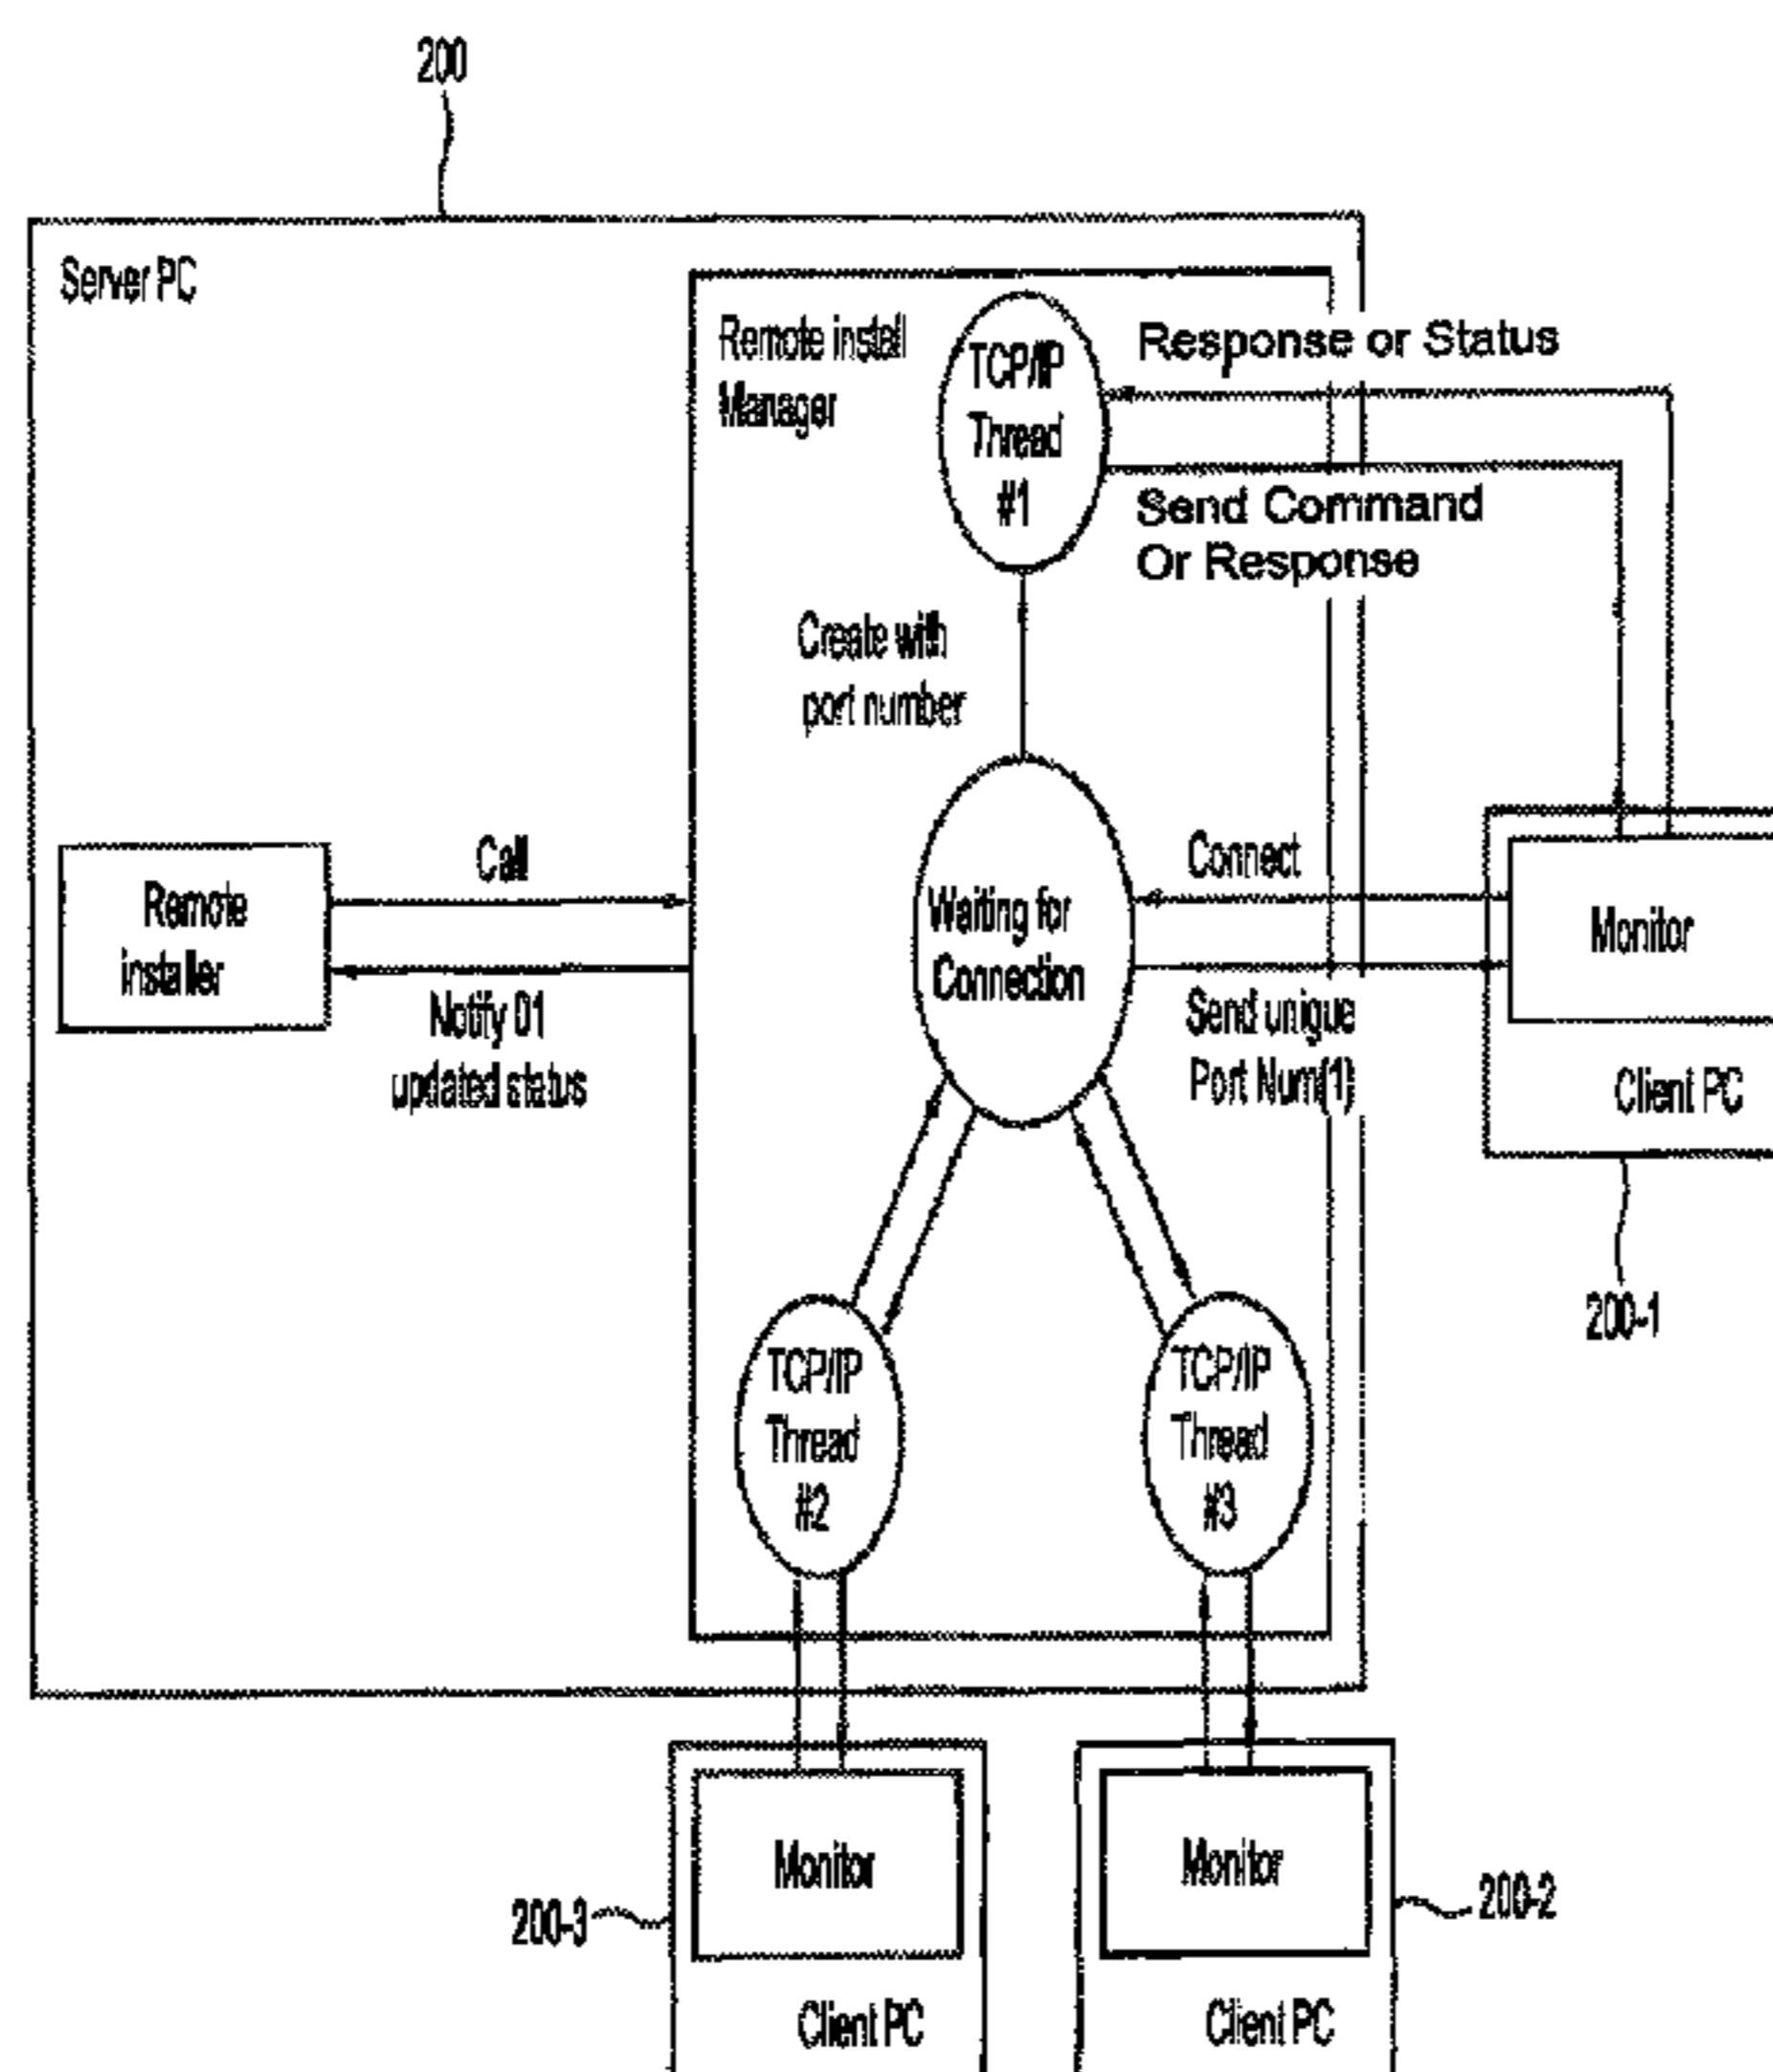 200
Server PC
Remote install
Manager
TCP/IP
Thread
#1
Response or Status
Send Command
Or Response
Create with
port number
Remote
installer
Call
Notify 01
updated status
Waiting for
Connection
Connect
Send unique
Port Num(1)
Monitor
Client PC
200-1
TCP/IP
Thread
#2
TCP/IP
Thread
#3
Monitor
Client PC
200-3
Monitor
Client PC
200-2